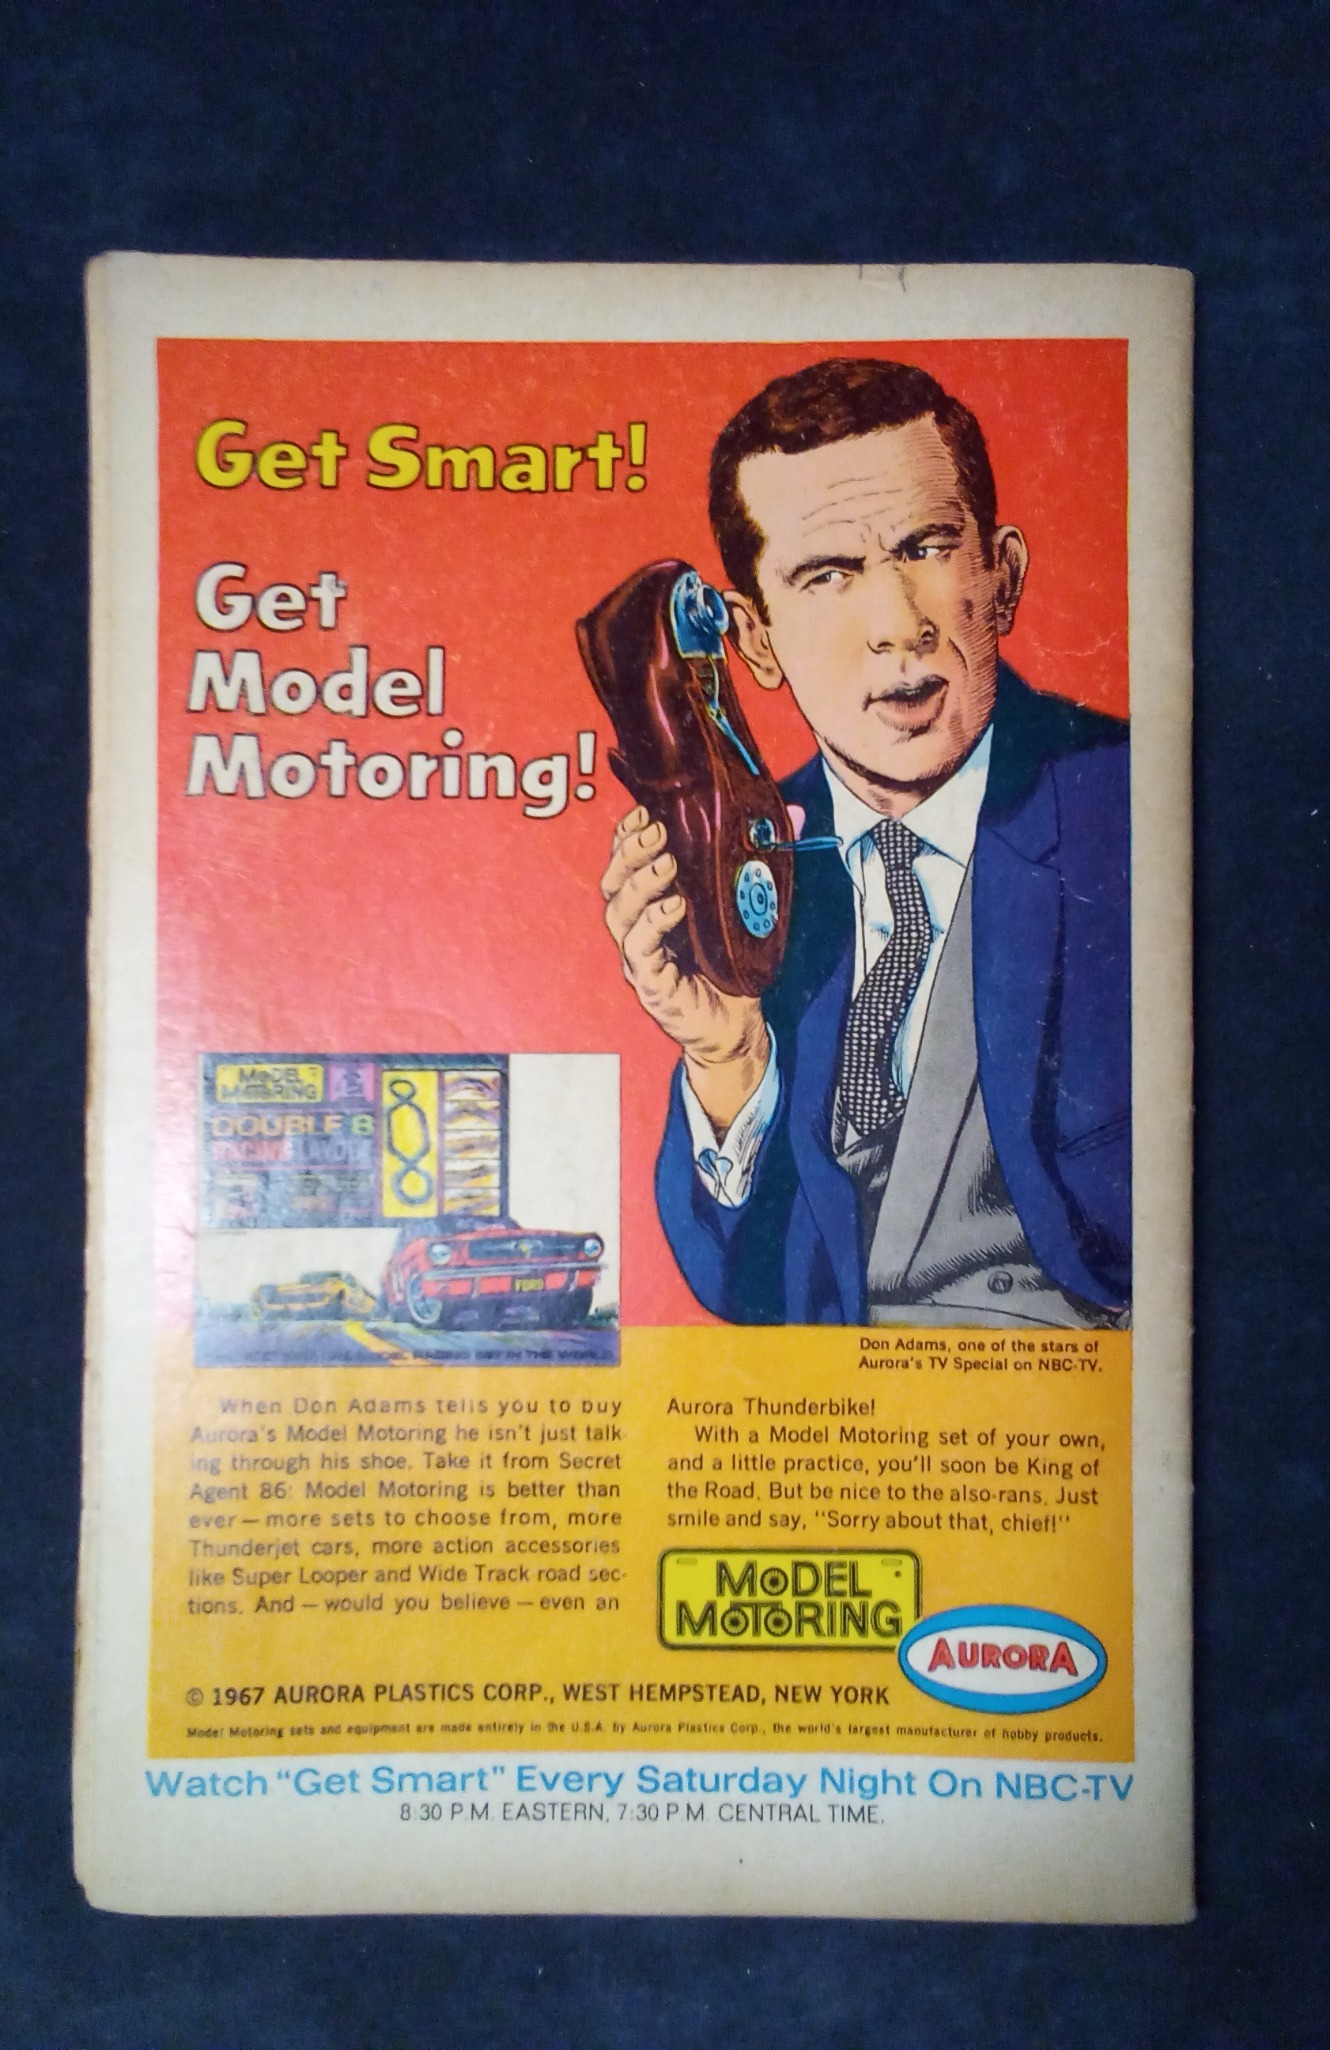 Get Smart!
Get
Model
Motoring!
MODEL
MOTORING
DOUBLE 8
RACING LAYOUT
FORD
MODEL RACING SET IN THE WORLD
Don Adams, one of the stars of
Aurora's TV Special on NBC-TV.
When Don Adams tells you to buy
Aurora's Model Motoring he isn't just talk-
ing through his shoe. Take it from Secret
Agent 86: Model Motoring is better than
ever — more sets to choose from, more
Thunderjet cars, more action accessories
like Super Looper and Wide Track road sec-
tions. And — would you believe — even an
Aurora Thunderbike!
With a Model Motoring set of your own,
and a little practice, you'll soon be King of
the Road. But be nice to the also-rans. Just
smile and say, "Sorry about that, chief!"
MODEL
MOTORING
AURORA
© 1967 AURORA PLASTICS CORP., WEST HEMPSTEAD, NEW YORK
Model Motoring sets and equipment are made entirely in the U.S.A. by Aurora Plastics Corp., the world's largest manufacturer of hobby products.
Watch "Get Smart" Every Saturday Night On NBC-TV
8:30 P.M. EASTERN, 7:30 P.M. CENTRAL TIME.